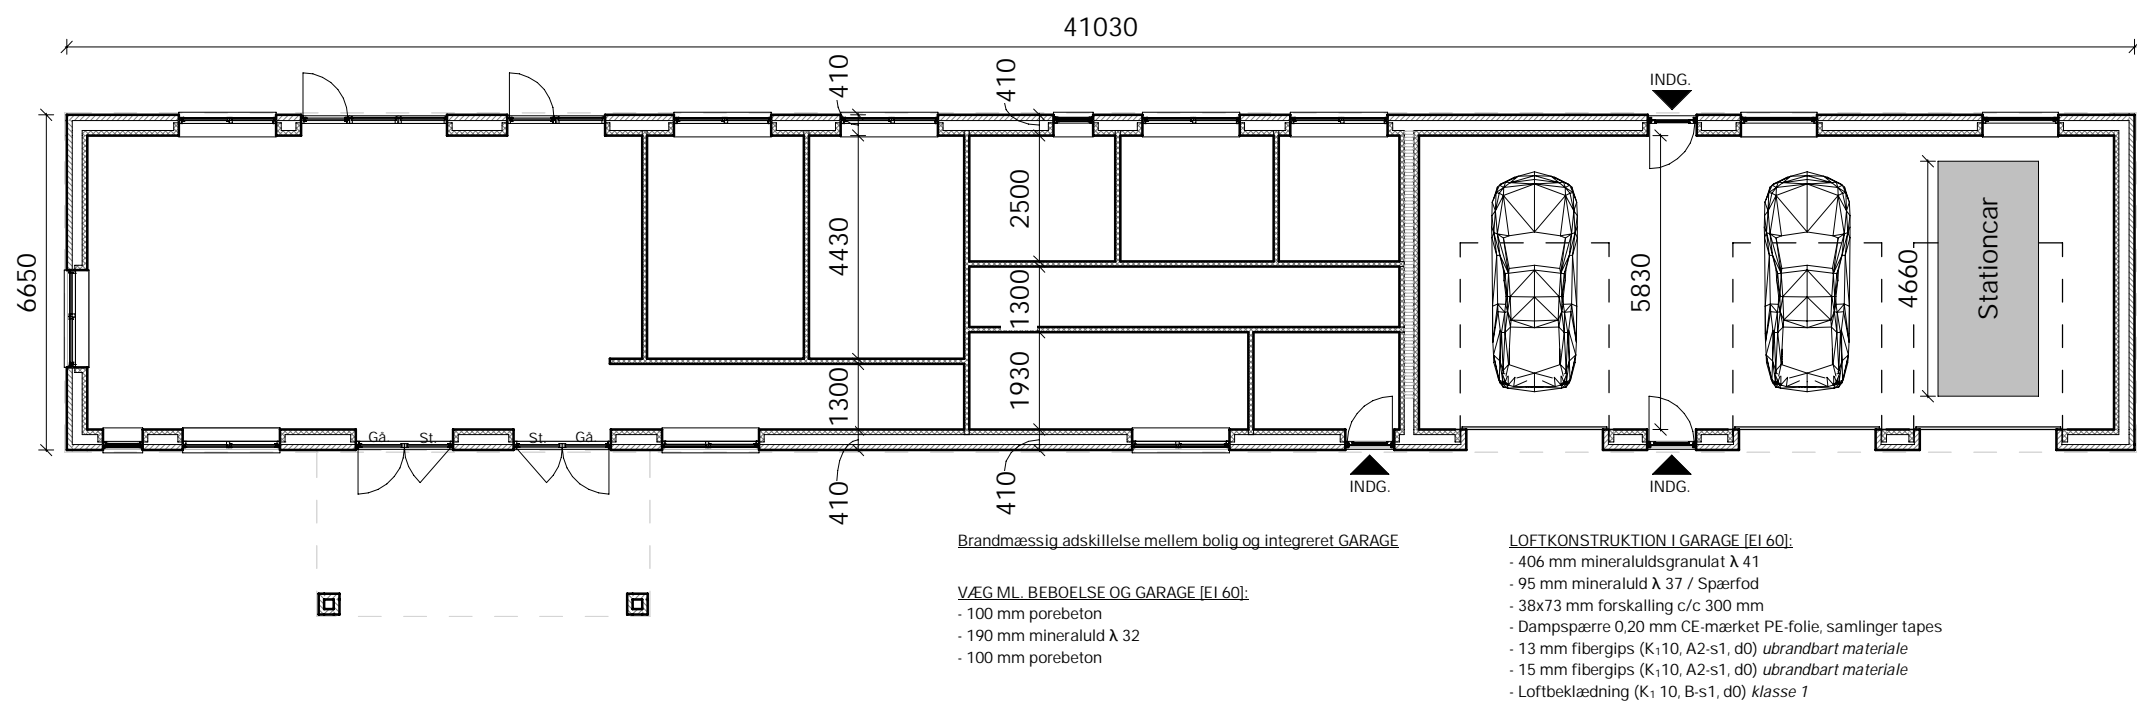 41030
INDG.
410
410
6650
4430
2500
1300
1300
1930
5830
4660
Stationcar
Gå.
St.
St.
Gå.
410
410
INDG.
INDG.
Brandmæssig adskillelse mellem bolig og integreret GARAGE
VÆG ML. BEBOELSE OG GARAGE [EI 60]:
- 100 mm porebeton
- 190 mm mineraluld λ 32
- 100 mm porebeton
LOFTKONSTRUKTION I GARAGE [EI 60]:
- 406 mm mineraluldsgranulat λ 41
- 95 mm mineraluld λ 37 / Spærfod
- 38x73 mm forskalling c/c 300 mm
- Dampspærre 0,20 mm CE-mærket PE-folie, samlinger tapes
- 13 mm fibergips (K₁10, A2-s1, d0) ubrandbart materiale
- 15 mm fibergips (K₁10, A2-s1, d0) ubrandbart materiale
- Loftbeklædning (K₁ 10, B-s1, d0) klasse 1